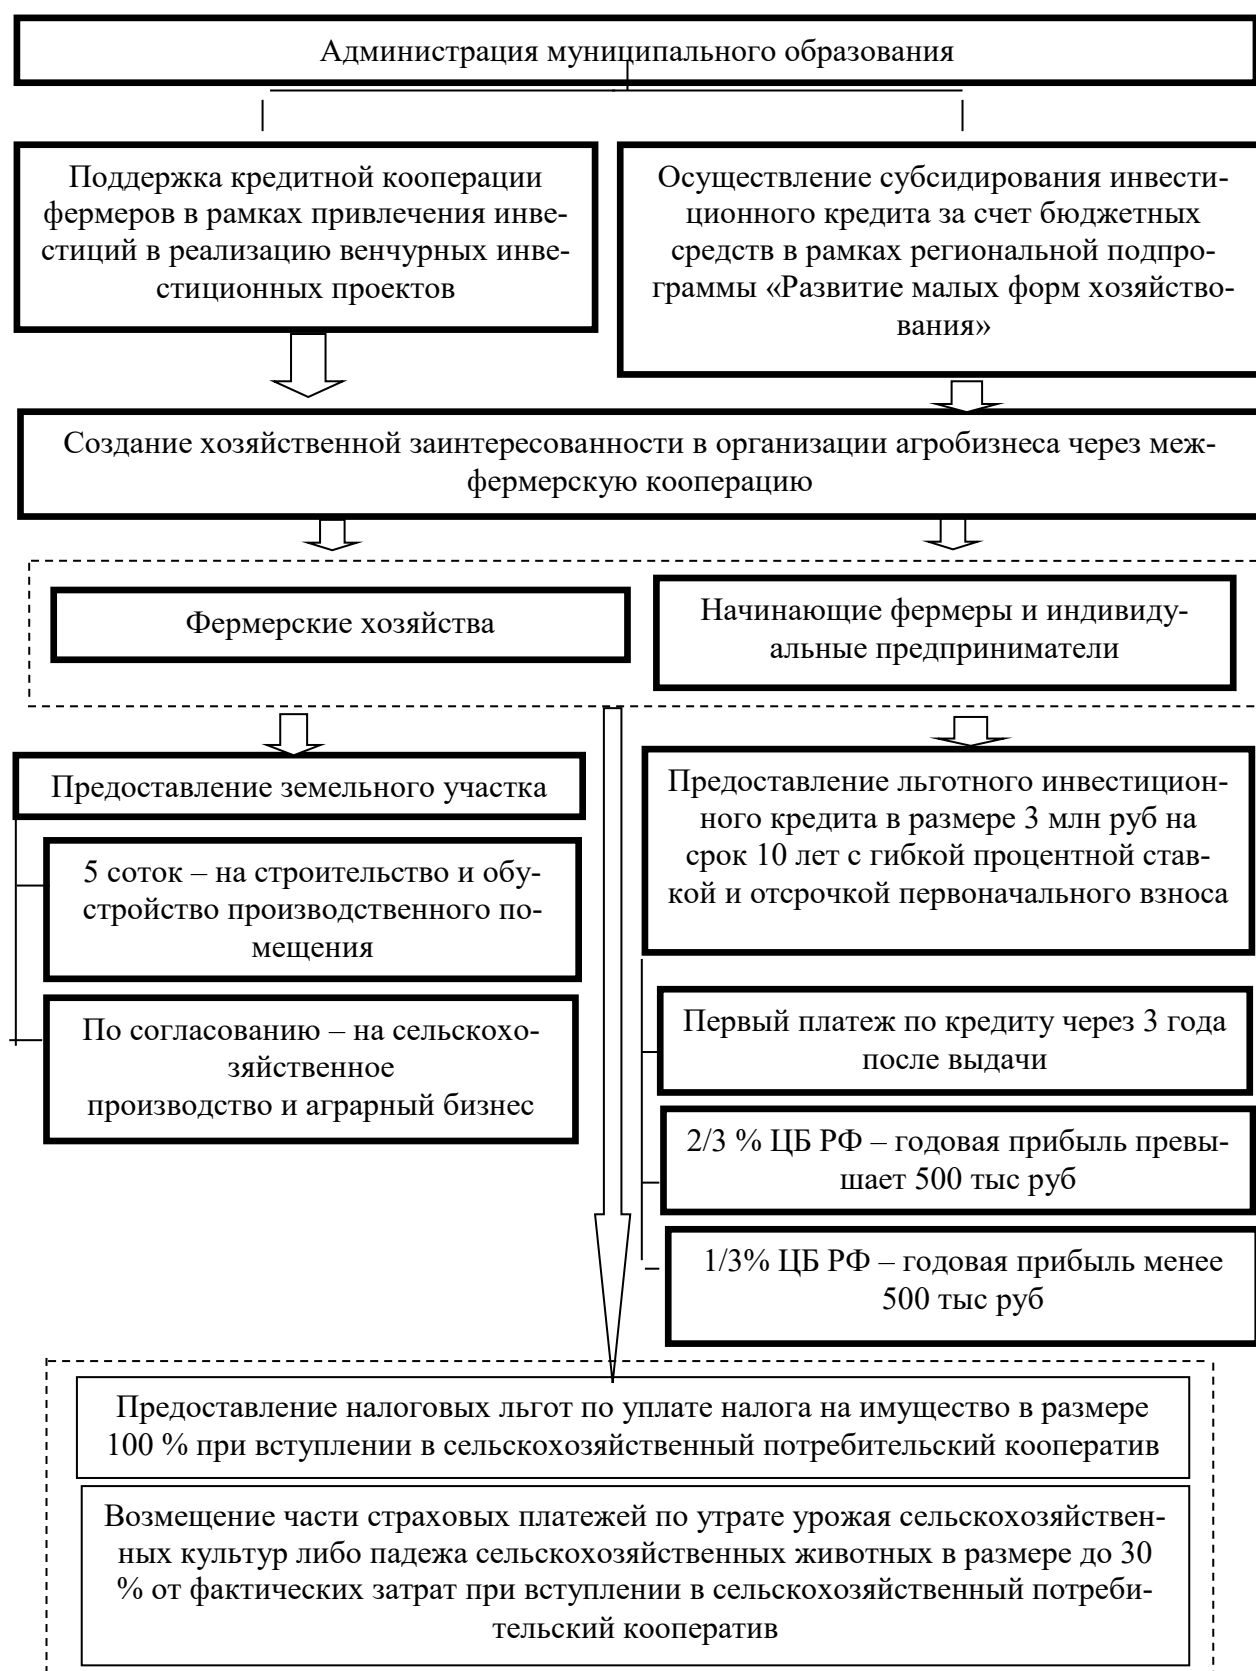 Администрация муниципального образования
Поддержка кредитной кооперации
фермеров в рамках привлечения инве-
стиций в реализацию венчурных инве-
стиционных проектов
Осуществление субсидирования инвести-
ционного кредита за счет бюджетных
средств в рамках региональной подпро-
граммы «Развитие малых форм хозяйство-
вания»
Создание хозяйственной заинтересованности в организации агробизнеса через меж-
фермерскую кооперацию
Фермерские хозяйства
Начинающие фермеры и индивиду-
альные предприниматели
Предоставление земельного участка
5 соток – на строительство и обу-
стройство производственного по-
мещения
По согласованию – на сельскохо-
зяйственное
производство и аграрный бизнес
Предоставление льготного инвестицион-
ного кредита в размере 3 млн руб на
срок 10 лет с гибкой процентной став-
кой и отсрочкой первоначального взноса
Первый платеж по кредиту через 3 года
после выдачи
2/3 % ЦБ РФ – годовая прибыль превы-
шает 500 тыс руб
1/3% ЦБ РФ – годовая прибыль менее
500 тыс руб
Предоставление налоговых льгот по уплате налога на имущество в размере
100 % при вступлении в сельскохозяйственный потребительский кооператив
Возмещение части страховых платежей по утрате урожая сельскохозяйствен-
ных культур либо падежа сельскохозяйственных животных в размере до 30
% от фактических затрат при вступлении в сельскохозяйственный потреби-
тельский кооператив